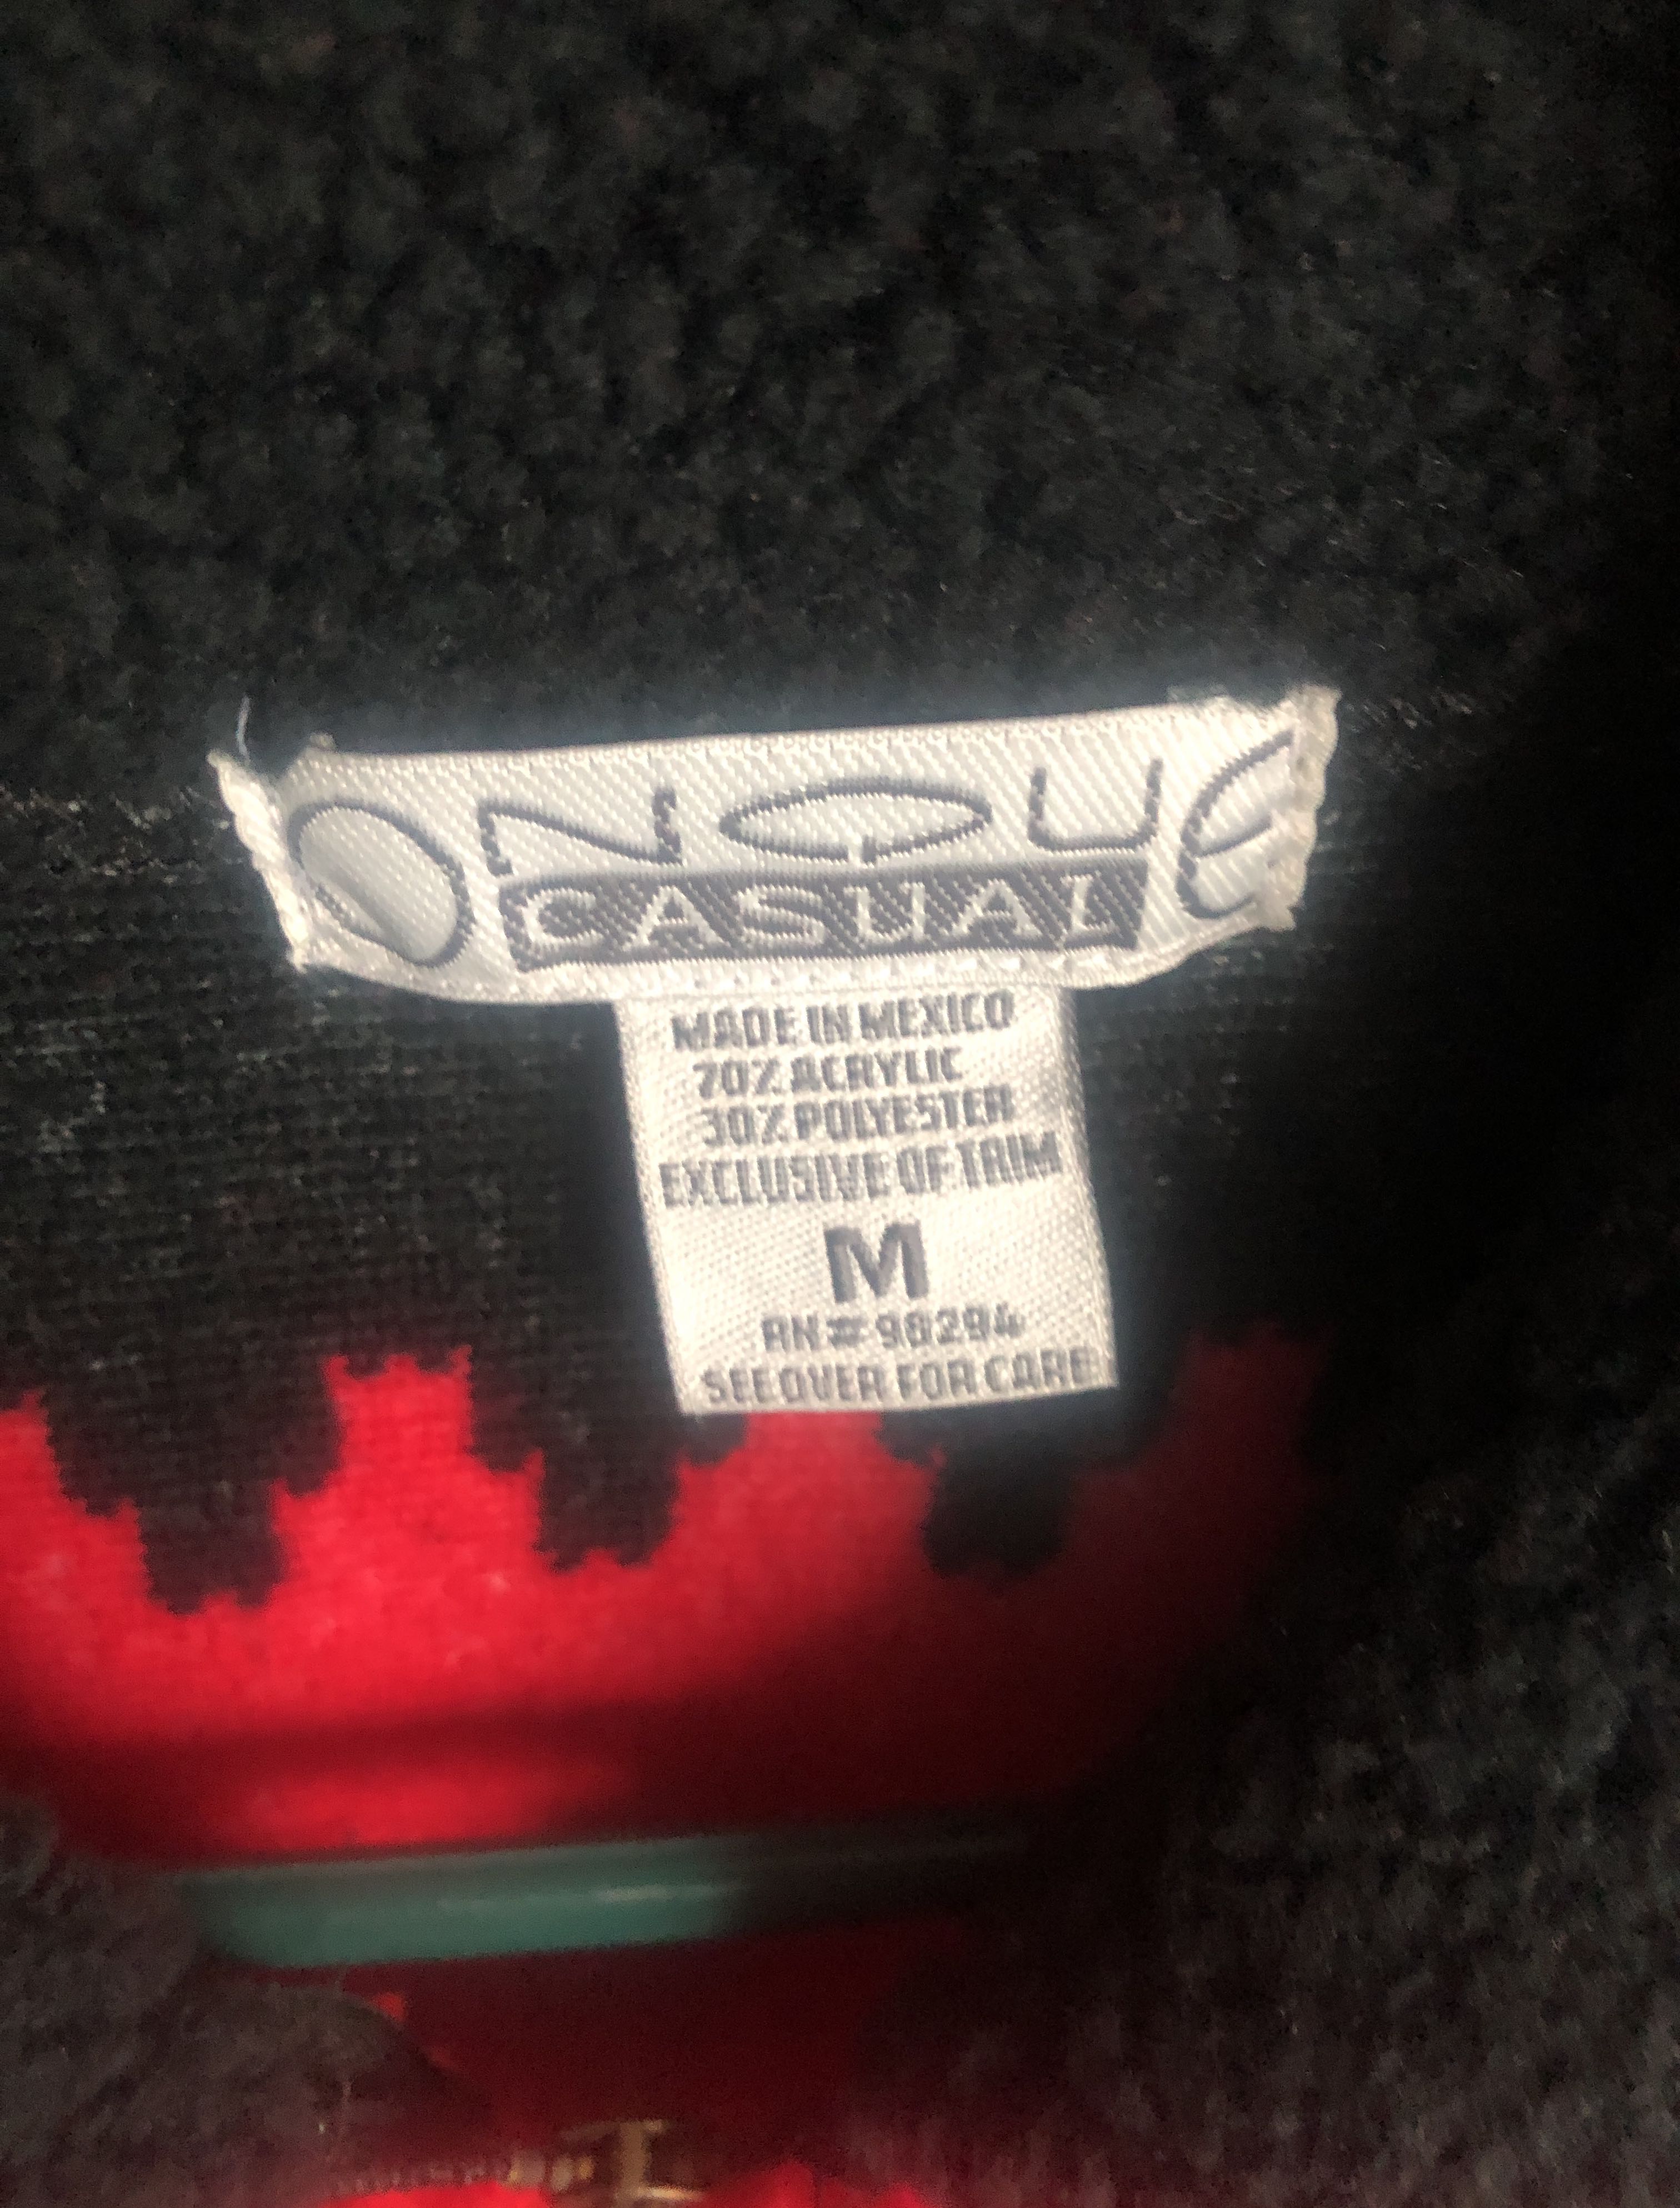 ONQUE
CASUAL
MADE IN MEXICO
70% ACRYLIC
30% POLYESTER
EXCLUSIVE OF TRIM
M
RN# 98294
SEE OVER FOR CARE